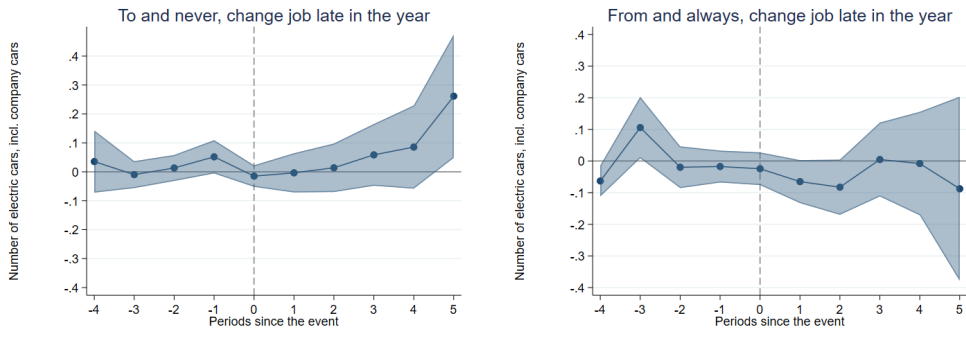 To and never, change job late in the year
Number of electric cars, incl. company cars
.4
.3
.2
.1
0
-.1
-.2
-.3
-.4
-4 -3 -2 -1 0 1 2 3 4 5
Periods since the event
From and always, change job late in the year
Number of electric cars, incl. company cars
.4
.3
.2
.1
0
-.1
-.2
-.3
-.4
-4 -3 -2 -1 0 1 2 3 4 5
Periods since the event